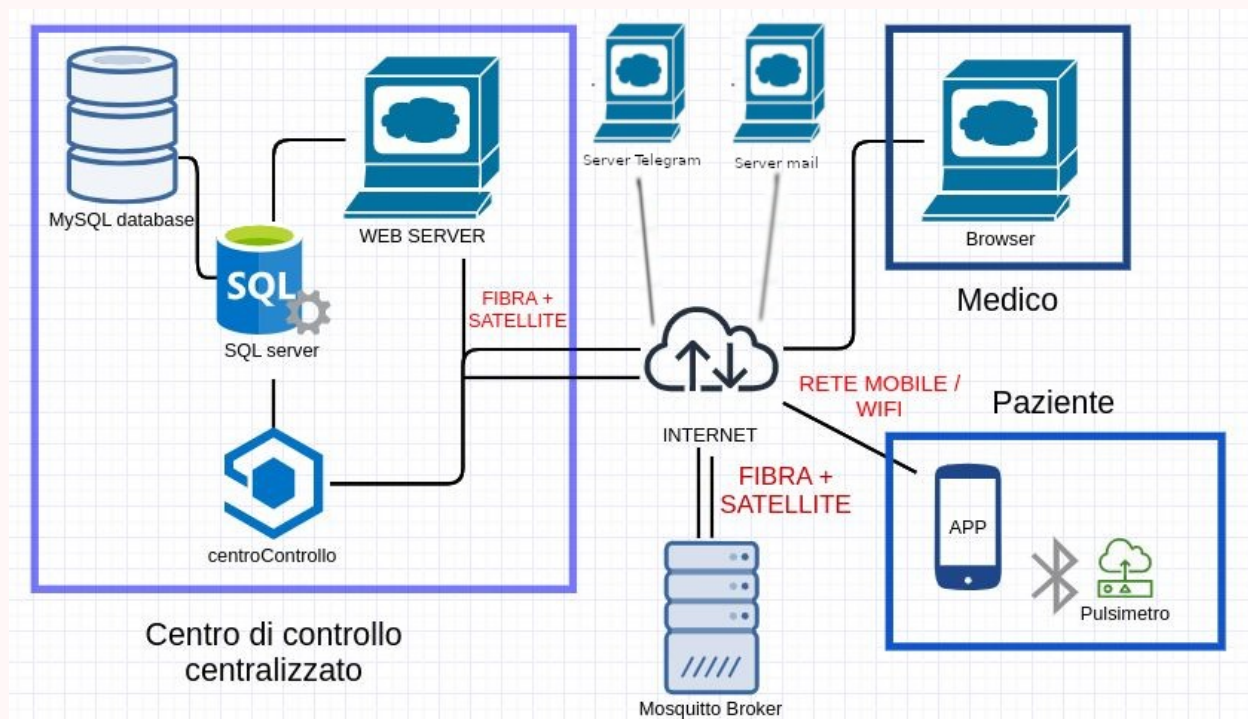 MySQL database
WEB SERVER
SQL
SQL server
centroControllo
FIBRA +
SATELLITE
Centro di controllo
centralizzato
Server Telegram
Server mail
INTERNET
FIBRA +
SATELLITE
Mosquitto Broker
Browser
Medico
RETE MOBILE /
WIFI
Paziente
APP
Pulsimetro